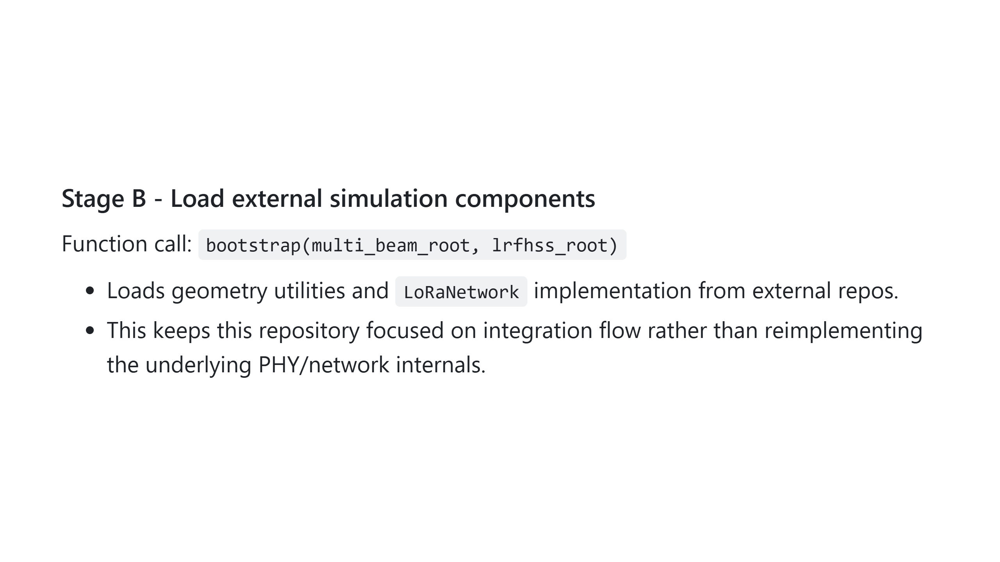 Stage B - Load external simulation components
Function call: bootstrap(multi_beam_root, lrfhss_root)
• Loads geometry utilities and LoRaNetwork implementation from external repos.
• This keeps this repository focused on integration flow rather than reimplementing
the underlying PHY/network internals.